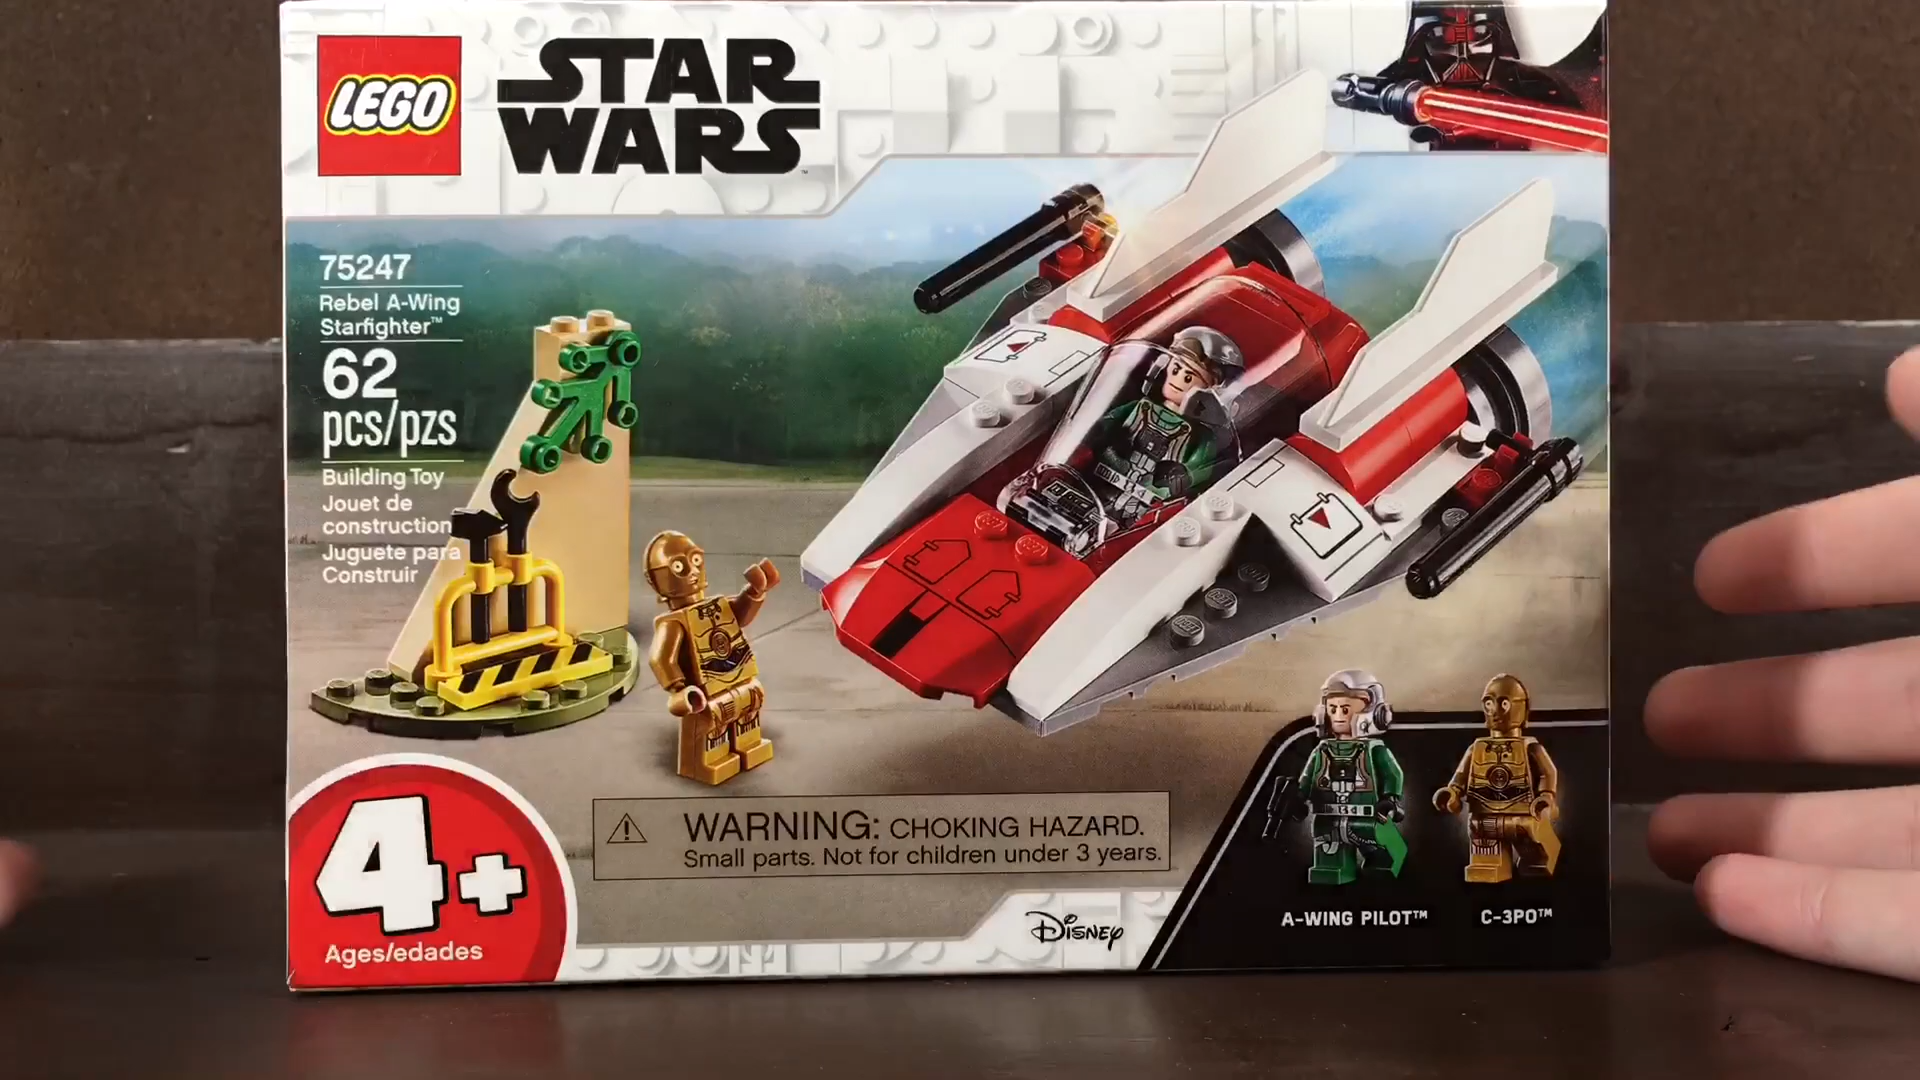 LEGO
STAR
WARS™
75247
Rebel A-Wing
Starfighter™
62
pcs/pzs
Building Toy
Jouet de
construction
Juguete para
Construir
4+
Ages/edades
WARNING: CHOKING HAZARD.
Small parts. Not for children under 3 years.
Disney
A-WING PILOT™
C-3PO™